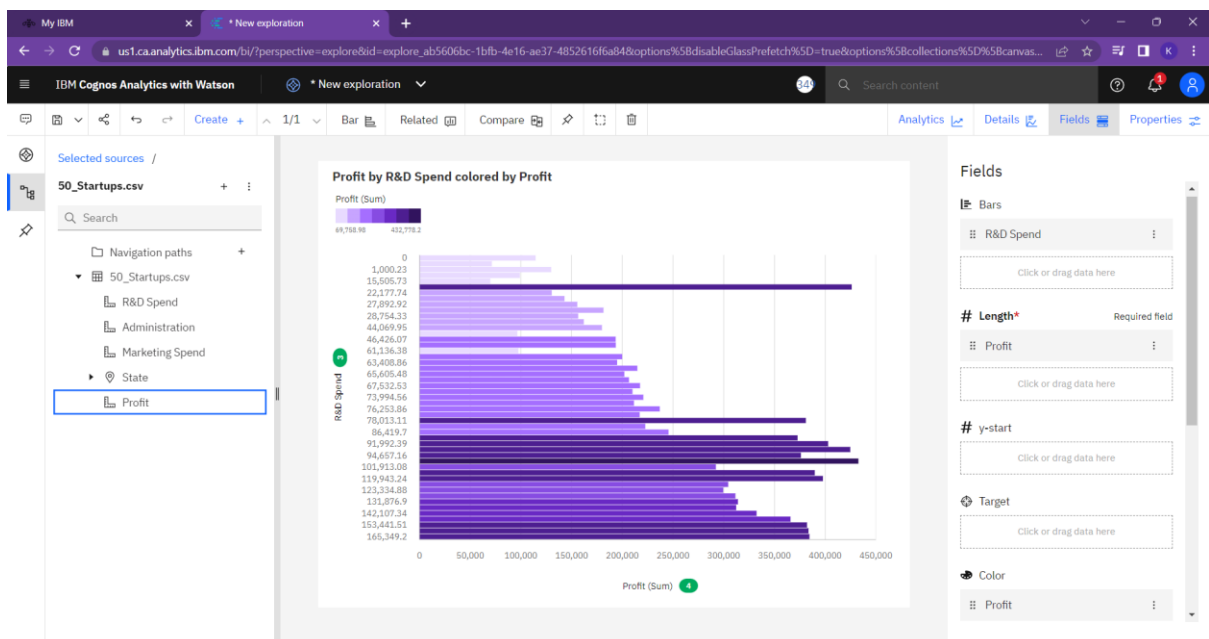 My IBM
* New exploration
us1.ca.analytics.ibm.com/bi/?perspective=explore&id=explore_ab5606bc-1bfb-4e16-ae37-4852616f6a84&options%5BdisableGlassPrefetch%5D=true&options%5Bcollections%5D%5Bcanvas...
K
IBM Cognos Analytics with Watson
* New exploration
349
Search content
1
Create +
1/1
Bar
Related
Compare
Analytics
Details
Fields
Properties
Selected sources /
50_Startups.csv
Search
Navigation paths
50_Startups.csv
R&D Spend
Administration
Marketing Spend
State
Profit
Profit by R&D Spend colored by Profit
Profit (Sum)
69,758.98 432,778.2
0
1,000.23
15,505.73
22,177.74
27,892.92
28,754.33
44,069.95
46,426.07
61,136.38
63,408.86
65,605.48
67,532.53
73,994.56
76,253.86
78,013.11
86,419.7
91,992.39
94,657.16
101,913.08
119,943.24
123,334.88
131,876.9
142,107.34
153,441.51
165,349.2
R&D Spend
3
0 50,000 100,000 150,000 200,000 250,000 300,000 350,000 400,000 450,000
Profit (Sum) 4
Fields
Bars
R&D Spend
Click or drag data here
# Length* Required field
Profit
Click or drag data here
# y-start
Click or drag data here
Target
Click or drag data here
Color
Profit